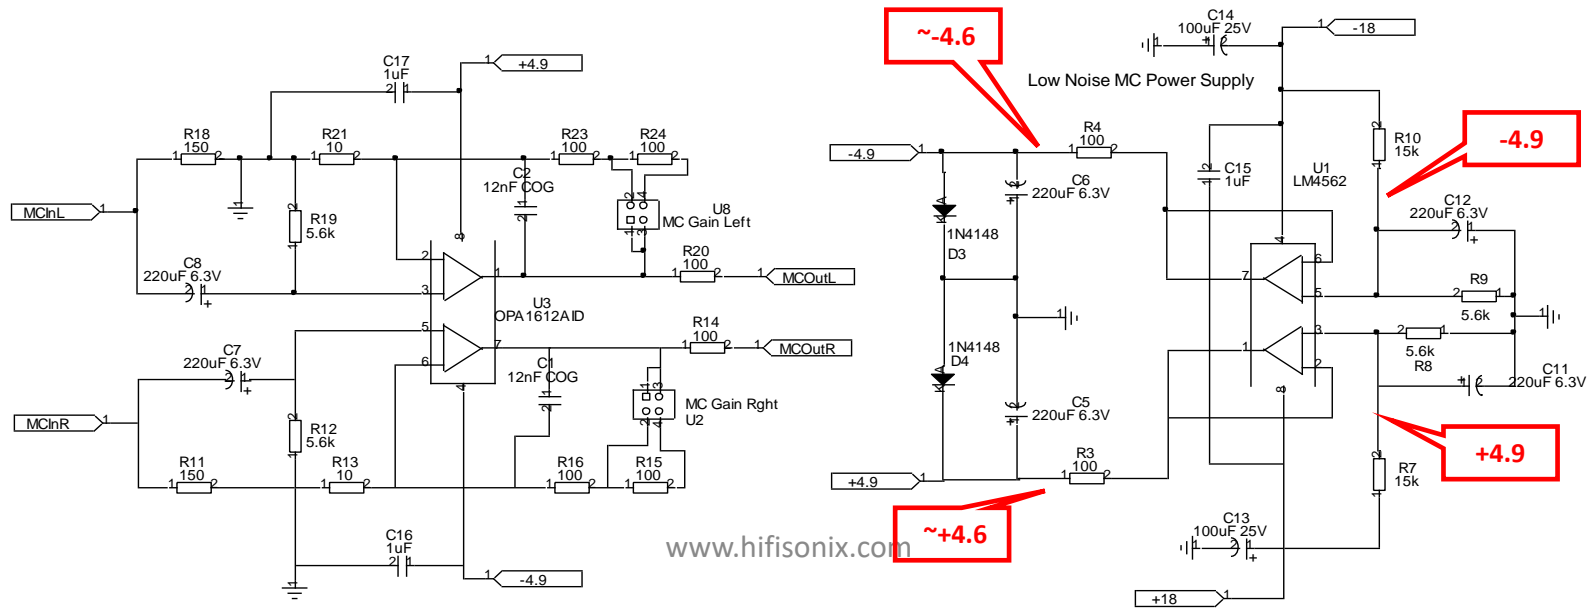 C17
1uF
+4.9
R18
150
R21
10
R23
100
R24
100
C2
12nF COG
MCInL
R19
5.6k
U8
MC Gain Left
C8
220uF 6.3V
R20
100
MCOutL
U3
OPA1612AID
R14
100
MCOutR
C7
220uF 6.3V
C1
12nF COG
MC Gain Rght
U2
MCInR
R12
5.6k
R11
150
R13
10
R16
100
R15
100
C16
1uF
-4.9
www.hifisonix.com
~-4.6
C14
100uF 25V
-18
Low Noise MC Power Supply
R4
100
-4.9
R10
15k
-4.9
C15
1uF
U1
LM4562
C6
220uF 6.3V
C12
220uF 6.3V
1N4148
D3
R9
5.6k
1N4148
D4
5.6k
R8
C11
220uF 6.3V
C5
220uF 6.3V
+4.9
R3
100
+4.9
R7
15k
~+4.6
C13
100uF 25V
+18